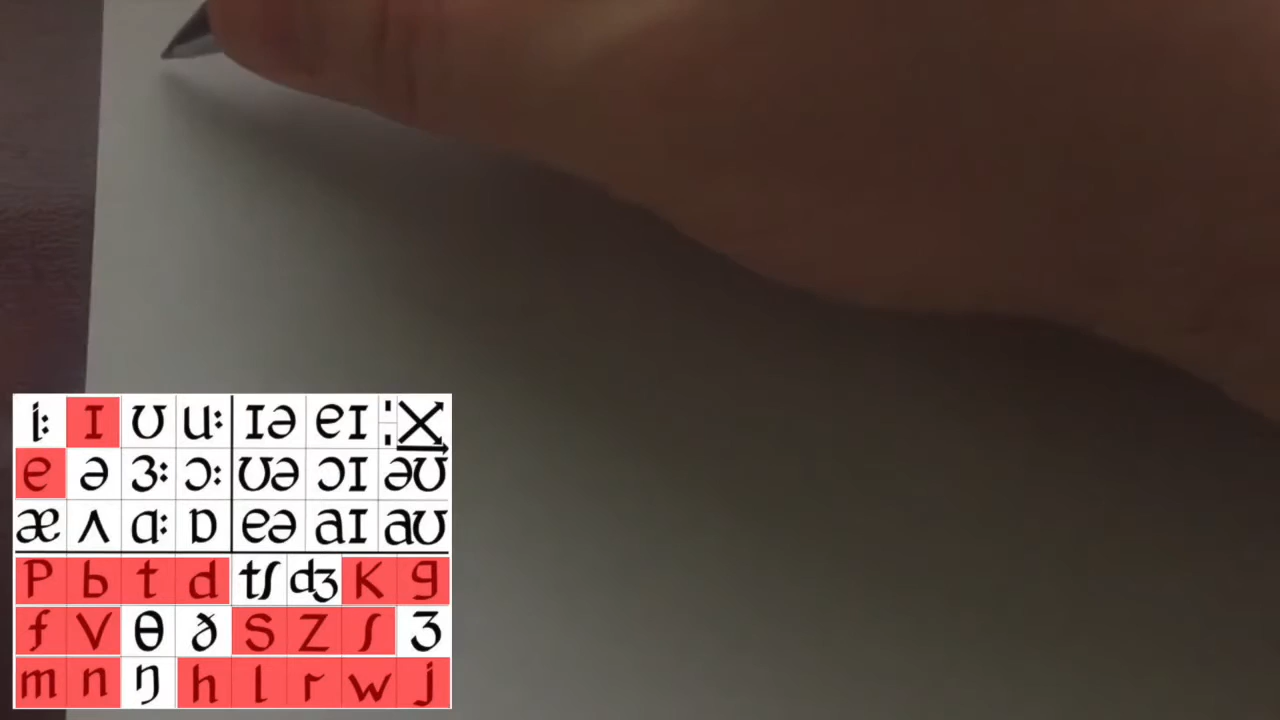 iː ɪ ʊ uː ɪə eɪ
e ə ɜː ɔː ʊə ɔɪ əʊ
æ ʌ ɑː ɒ eə aɪ aʊ
p b t d tʃ dʒ k g
f v θ ð s z ʃ ʒ
m n ŋ h l r w j